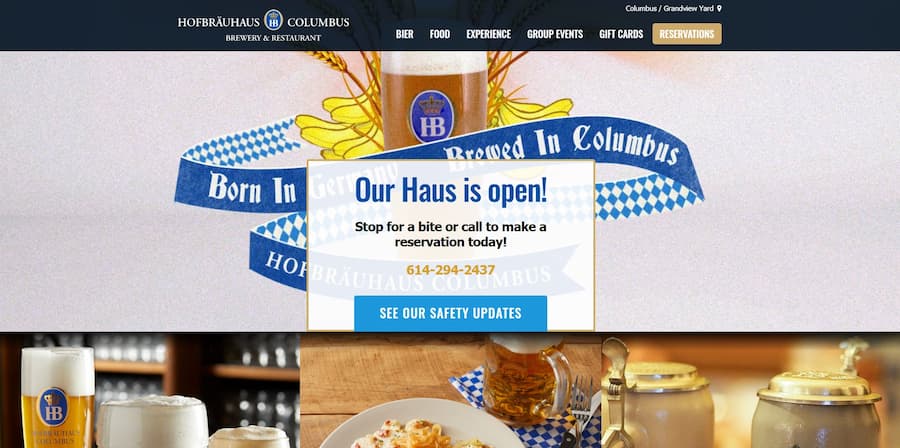 Columbus / Grandview Yard
HOFBRÄUHAUS HB COLUMBUS
BREWERY & RESTAURANT
BIER FOOD EXPERIENCE GROUP EVENTS GIFT CARDS RESERVATIONS
HB
Born In Germany Brewed In Columbus
Our Haus is open!
Stop for a bite or call to make a
reservation today!
614-294-2437
HOFBRÄUHAUS COLUMBUS
SEE OUR SAFETY UPDATES
HB
HOFBRÄUHAUS
COLUMBUS